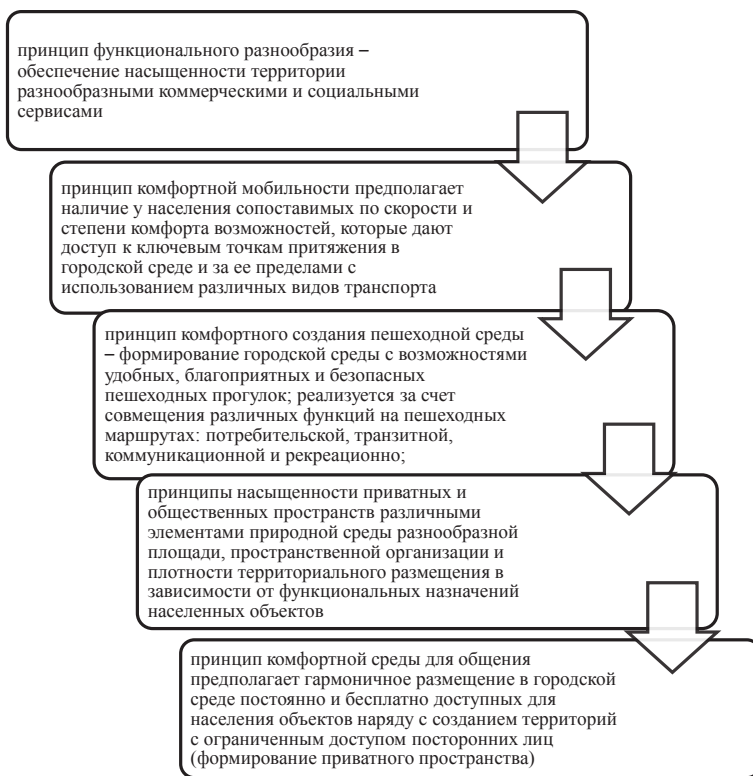 принцип функционального разнообразия –
обеспечение насыщенности территории
разнообразными коммерческими и социальными
сервисами
принцип комфортной мобильности предполагает
наличие у населения сопоставимых по скорости и
степени комфорта возможностей, которые дают
доступ к ключевым точкам притяжения в
городской среде и за ее пределами с
использованием различных видов транспорта
принцип комфортного создания пешеходной среды
– формирование городской среды с возможностями
удобных, благоприятных и безопасных
пешеходных прогулок; реализуется за счет
совмещения различных функций на пешеходных
маршрутах: потребительской, транзитной,
коммуникационной и рекреационно;
принципы насыщенности приватных и
общественных пространств различными
элементами природной среды разнообразной
площади, пространственной организации и
плотности территориального размещения в
зависимости от функциональных назначений
населенных объектов
принцип комфортной среды для общения
предполагает гармоничное размещение в городской
среде постоянно и бесплатно доступных для
населения объектов наряду с созданием территорий
с ограниченным доступом посторонних лиц
(формирование приватного пространства)